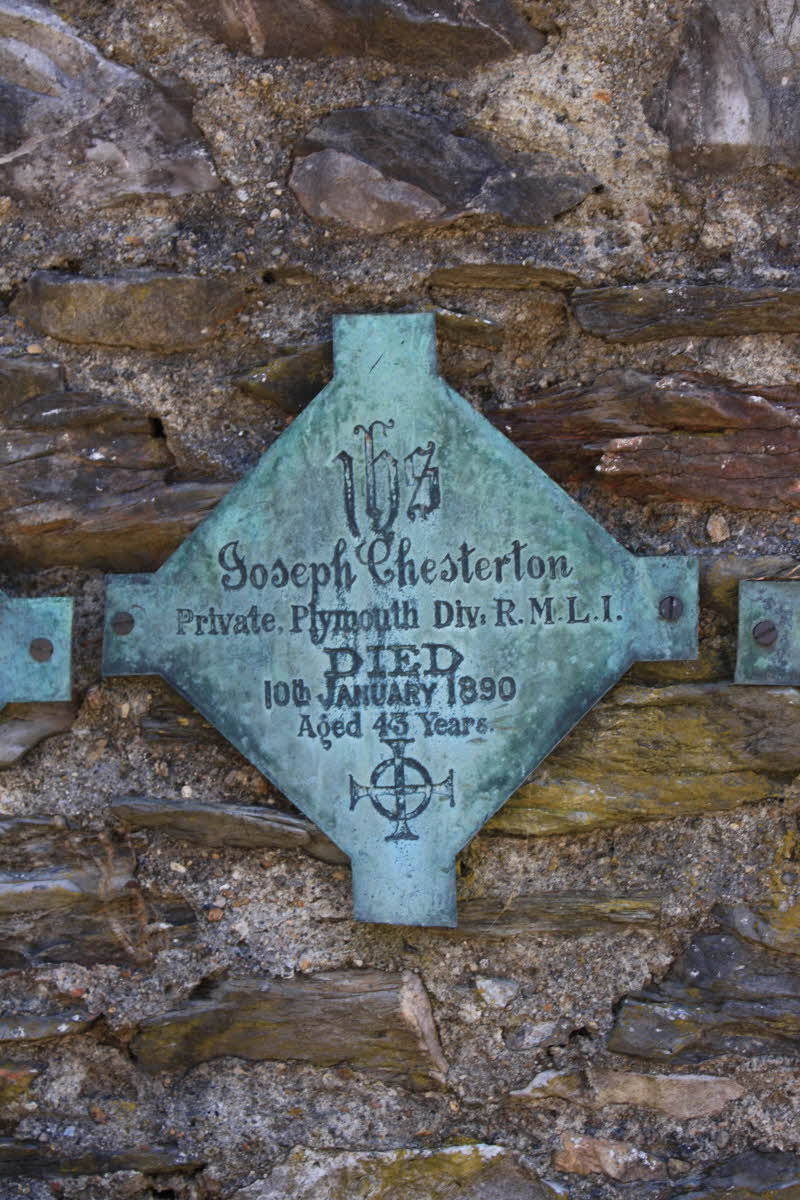 ihs
Joseph Chesterton
Private, Plymouth Div: R.M.L.I.
DIED
10th JANUARY 1890
Aged 43 Years.